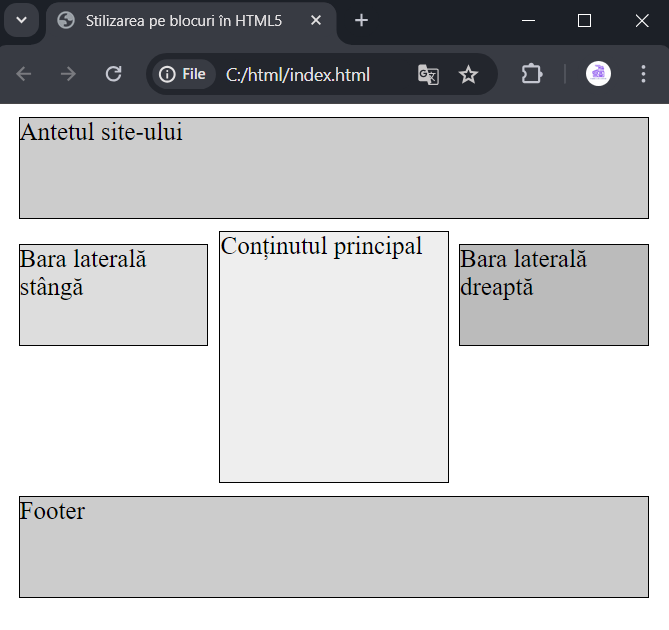 Stilizarea pe blocuri în HTML5
File
C:/html/index.html
Antetul site-ului
Bara laterală
stângă
Conținutul principal
Bara laterală
dreaptă
Footer